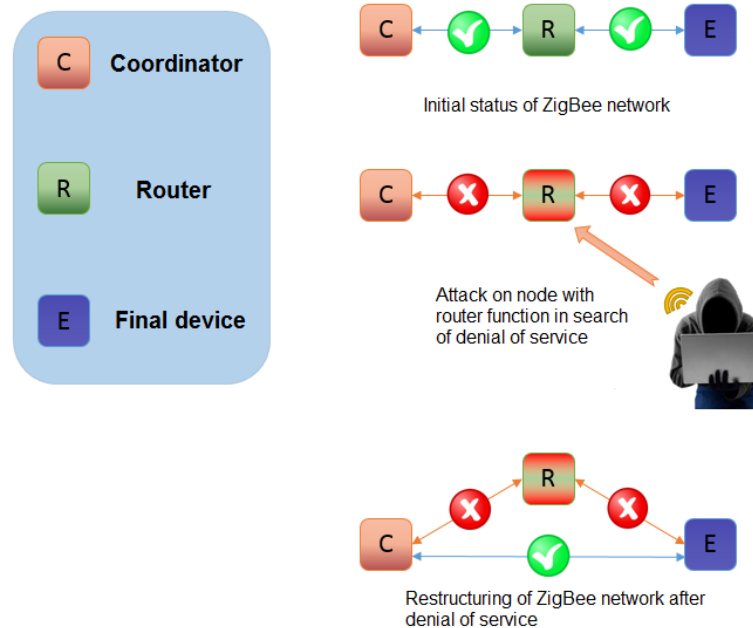 C Coordinator
R Router
E Final device
C R E
Initial status of ZigBee network
C R E
Attack on node with
router function in search
of denial of service
R
C E
Restructuring of ZigBee network after
denial of service